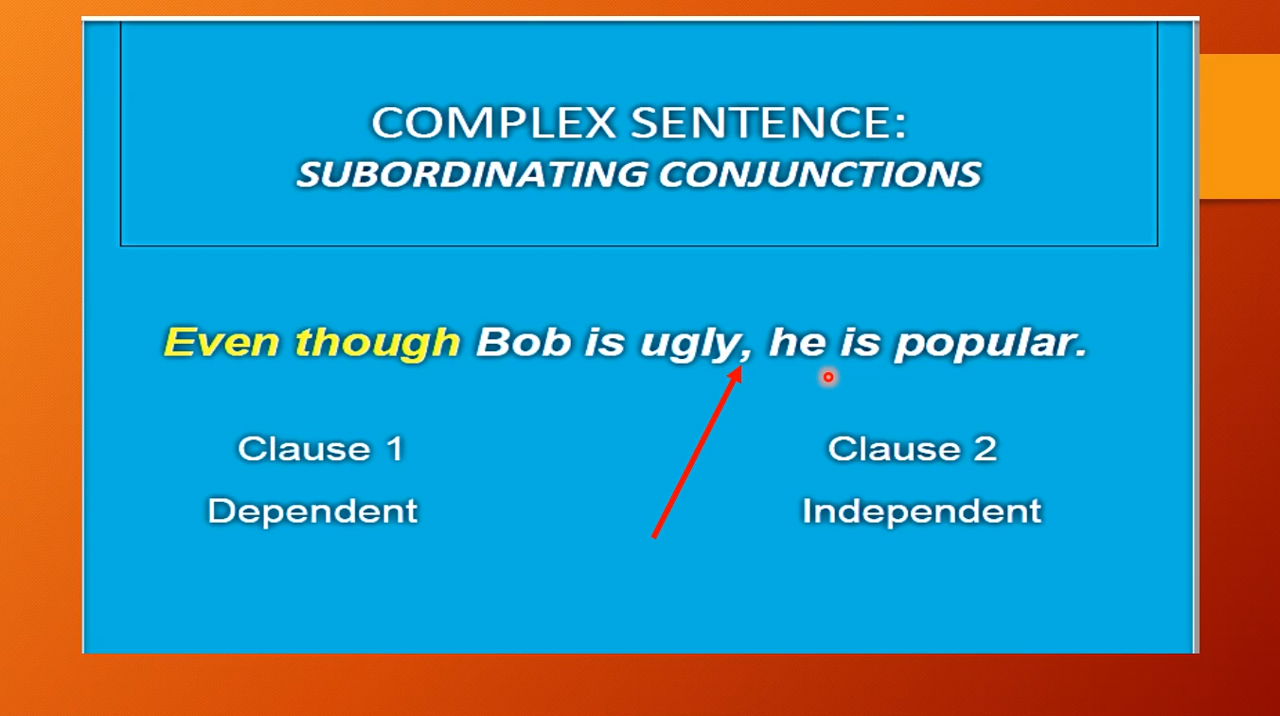 COMPLEX SENTENCE:
SUBORDINATING CONJUNCTIONS
Even though Bob is ugly, he is popular.
Clause 1 Clause 2
Dependent Independent